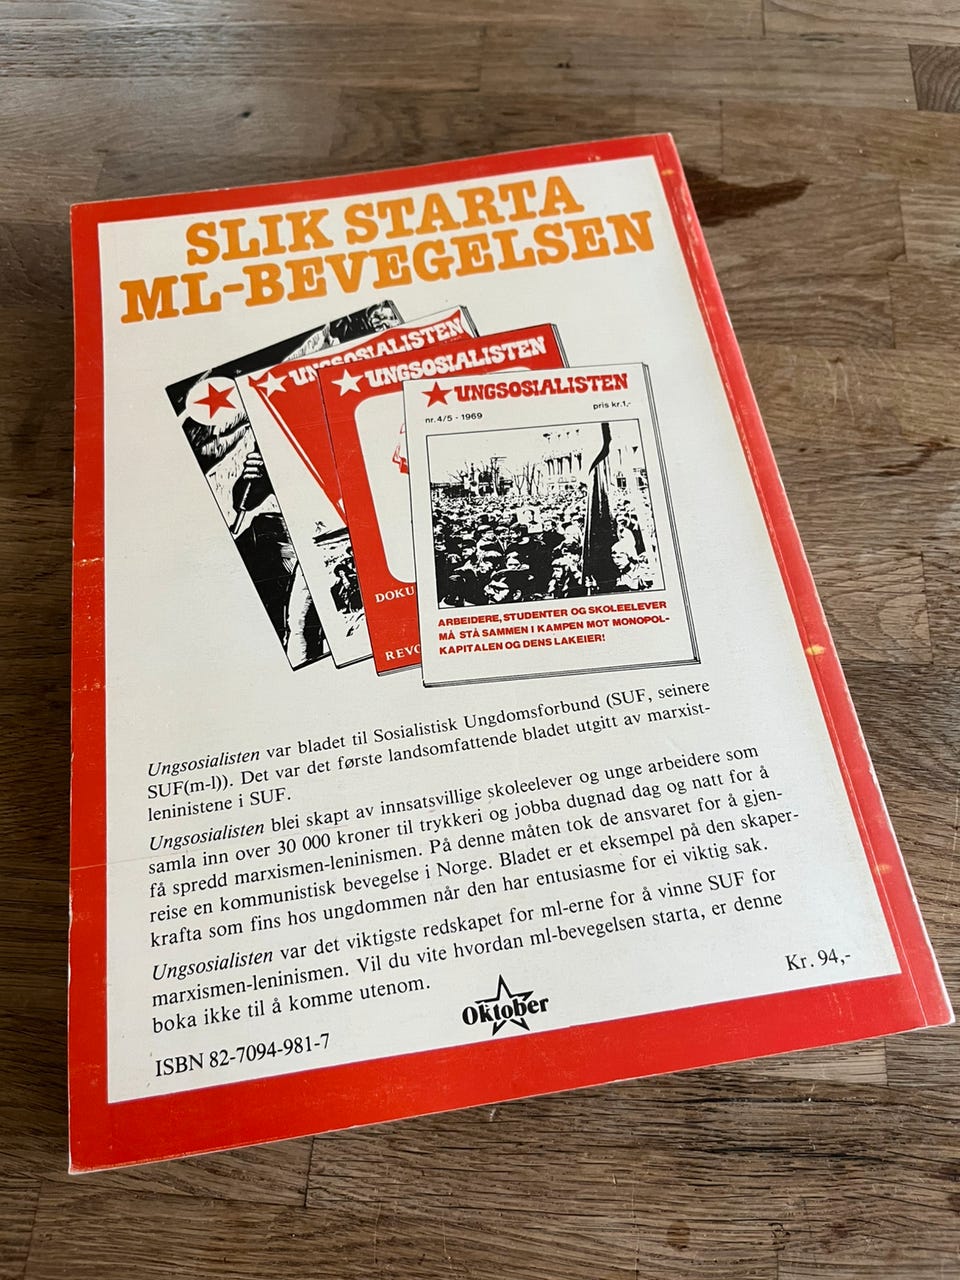 SLIK STARTA
ML-BEVEGELSEN
UNGSOSIALISTEN
UNGSOSIALISTEN
DOKU
REVO
UNGSOSIALISTEN
nr. 4/5 - 1969
pris kr. 1,-
ARBEIDERE, STUDENTER OG SKOLEELEVER
MÅ STÅ SAMMEN I KAMPEN MOT MONOPOL-
KAPITALEN OG DENS LAKEIER!
Ungsosialisten var bladet til Sosialistisk Ungdomsforbund (SUF, seinere
SUF(m-l)). Det var det første landsomfattende bladet utgitt av marxist-
leninistene i SUF.
Ungsosialisten blei skapt av innsatsvillige skoleelever og unge arbeidere som
samla inn over 30 000 kroner til trykkeri og jobba dugnad dag og natt for å
få spredd marxismen-leninismen. På denne måten tok de ansvaret for å gjen-
reise en kommunistisk bevegelse i Norge. Bladet er et eksempel på den skaper-
krafta som fins hos ungdommen når den har entusiasme for ei viktig sak.
Ungsosialisten var det viktigste redskapet for ml-erne for å vinne SUF for
marxismen-leninismen. Vil du vite hvordan ml-bevegelsen starta, er denne
boka ikke til å komme utenom.
Kr. 94,-
Oktober
ISBN 82-7094-981-7